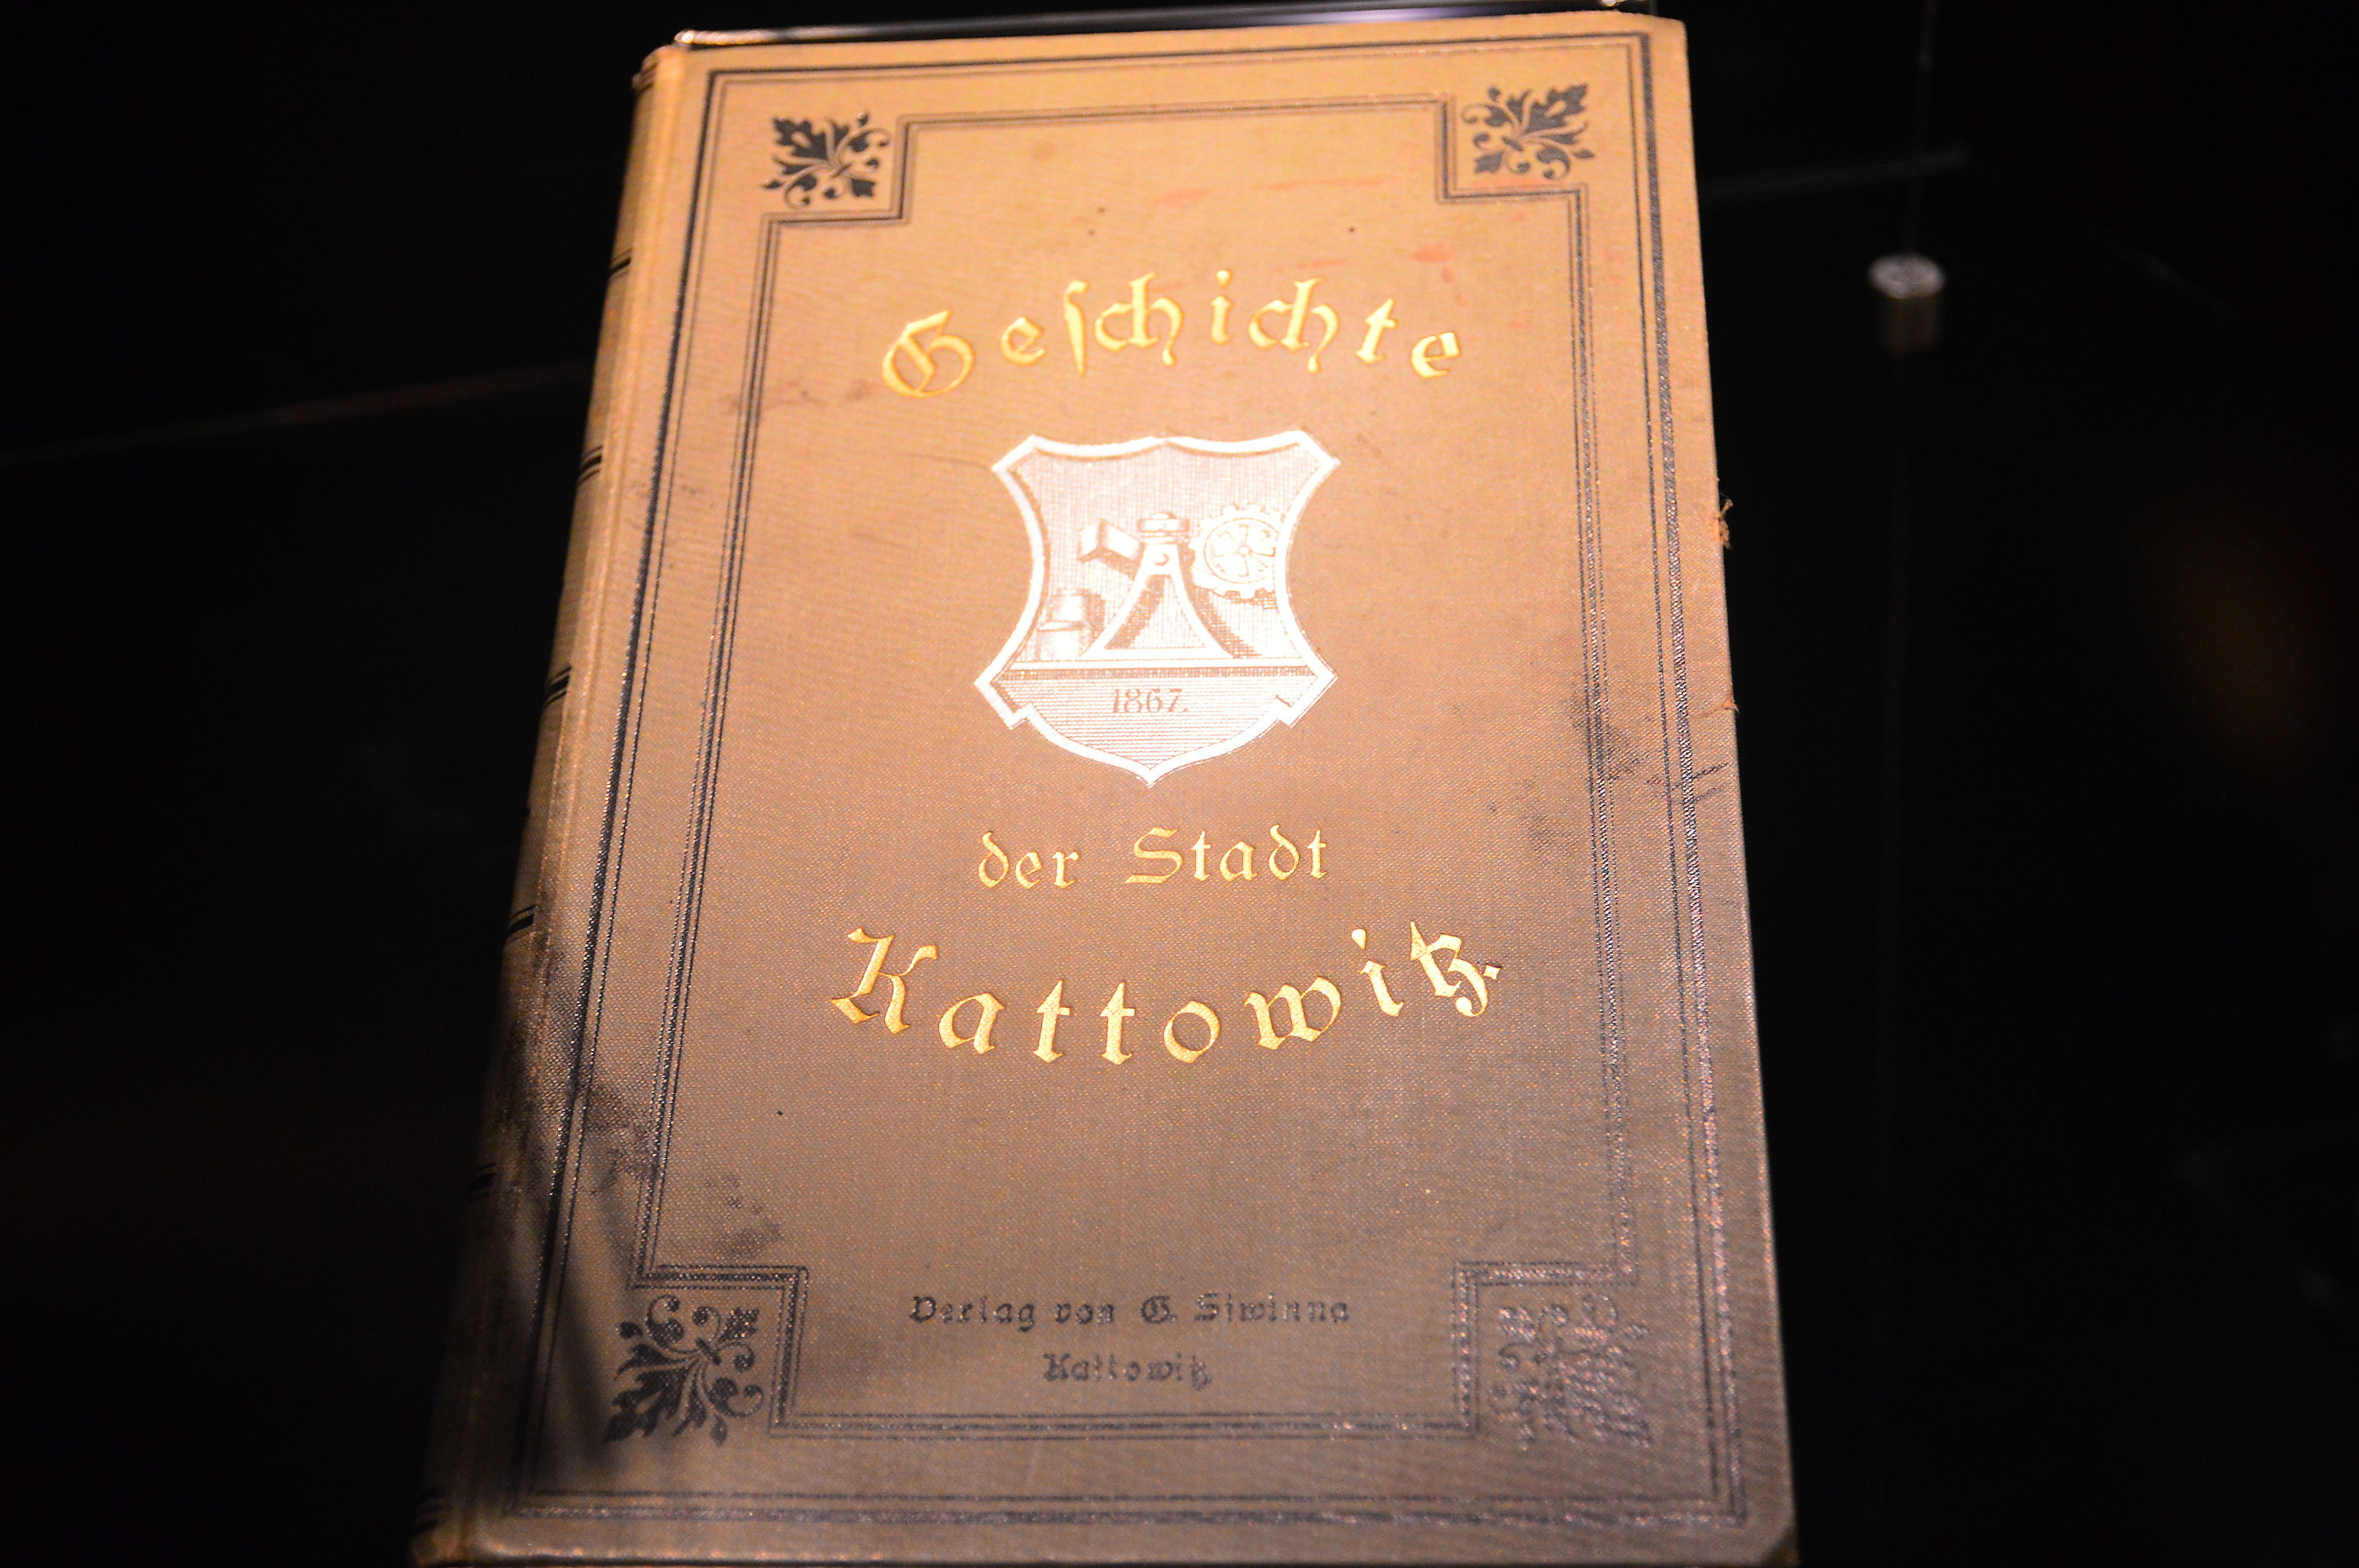 Geſchichte
1867.
der Stadt
Kattowitz.
Verlag von G. Siwinna
Kattowitz